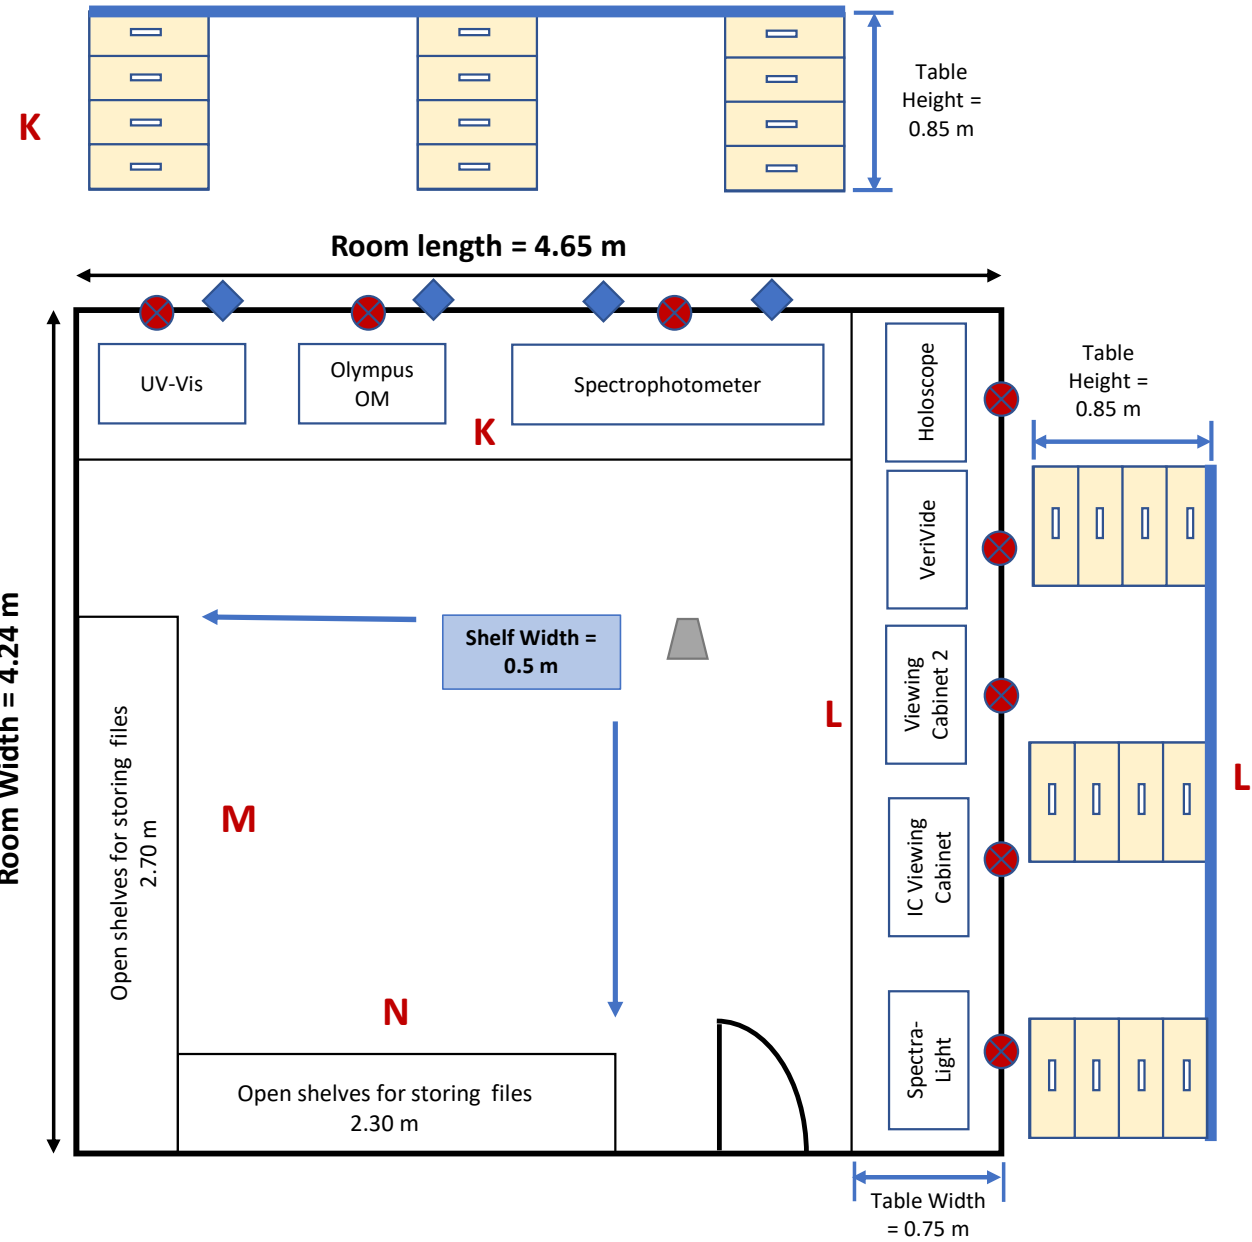 K
Table
Height =
0.85 m
Room length = 4.65 m
UV-Vis
Olympus
OM
Spectrophotometer
K
Holoscope
Table
Height =
0.85 m
VeriVide
Shelf Width =
0.5 m
Room Width = 4.24 m
Viewing
Cabinet 2
L
L
Open shelves for storing files
2.70 m
M
IC Viewing
Cabinet
N
Spectra-
Light
Open shelves for storing files
2.30 m
Table Width
= 0.75 m